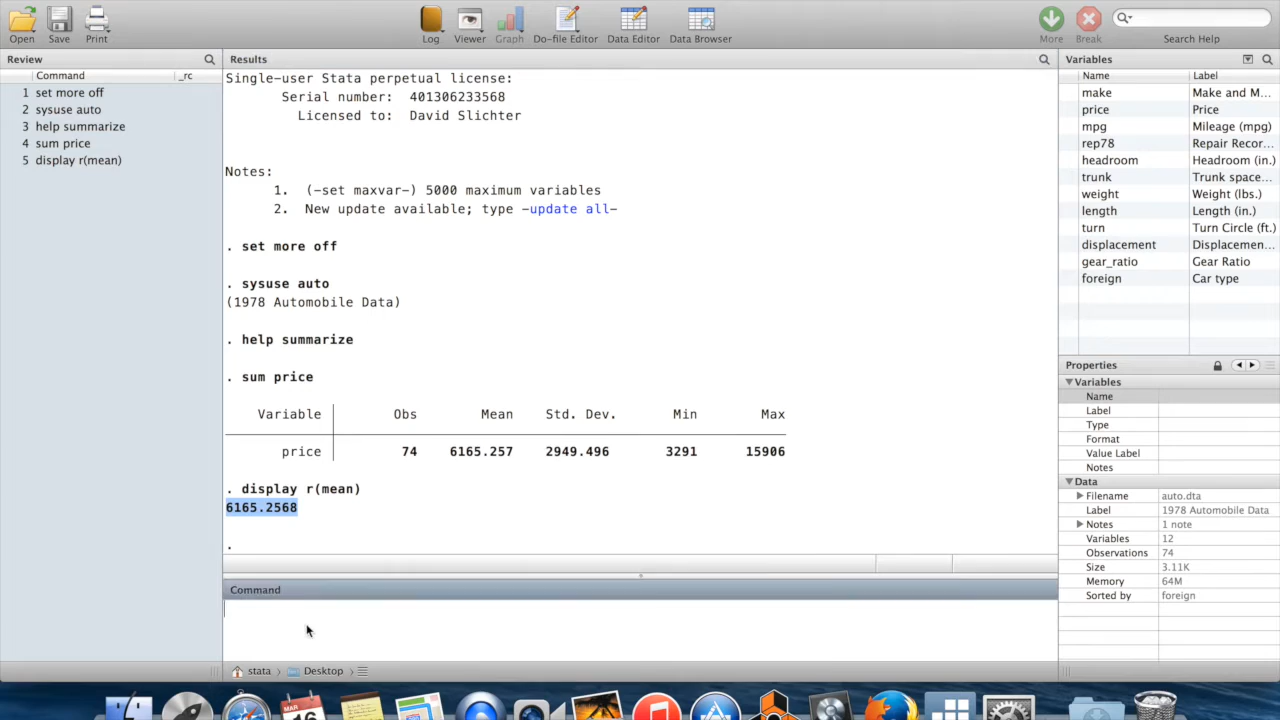 Open Save Print Log Viewer Graph Do-file Editor Data Editor Data Browser More Break Search Help
Review
Command _rc
1 set more off
2 sysuse auto
3 help summarize
4 sum price
5 display r(mean)
Results
Single-user Stata perpetual license:
Serial number: 401306233568
Licensed to: David Slichter
Notes:
1. (-set maxvar-) 5000 maximum variables
2. New update available; type -update all-
. set more off
. sysuse auto
(1978 Automobile Data)
. help summarize
. sum price
Variable Obs Mean Std. Dev. Min Max
price 74 6165.257 2949.496 3291 15906
. display r(mean)
6165.2568
.
Command
stata Desktop
Variables
Name Label
make Make and M...
price Price
mpg Mileage (mpg)
rep78 Repair Recor...
headroom Headroom (in.)
trunk Trunk space...
weight Weight (lbs.)
length Length (in.)
turn Turn Circle (ft.)
displacement Displacemen...
gear_ratio Gear Ratio
foreign Car type
Properties
Variables
Name
Label
Type
Format
Value Label
Notes
Data
Filename auto.dta
Label 1978 Automobile Data
Notes 1 note
Variables 12
Observations 74
Size 3.11K
Memory 64M
Sorted by foreign
MAR
16